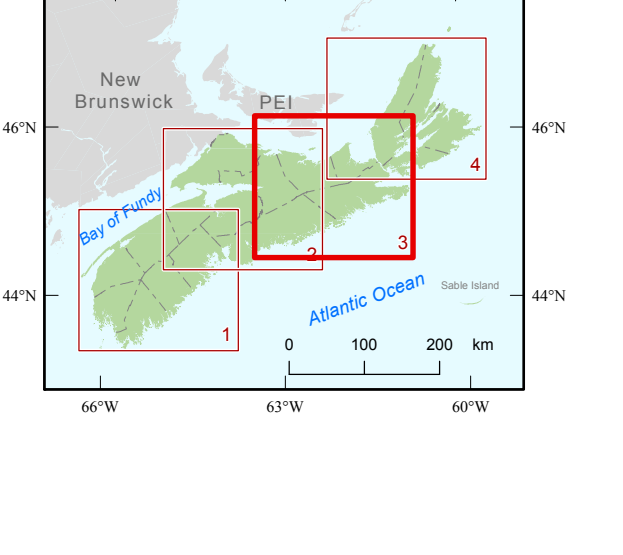 New
Brunswick
PEI
46°N
46°N
4
Bay of Fundy
3
2
Sable Island
44°N
44°N
Atlantic Ocean
1
0 100 200 km
66°W 63°W 60°W